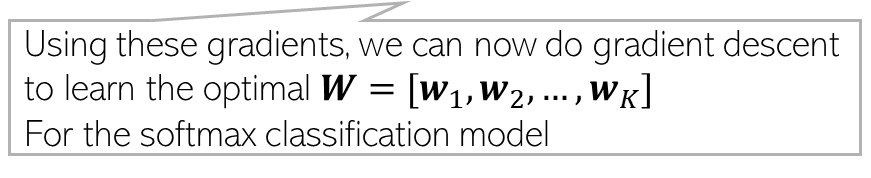 Using these gradients, we can now do gradient descent
to learn the optimal 𝑾 = [𝒘₁, 𝒘₂, … , 𝒘_K]
For the softmax classification model